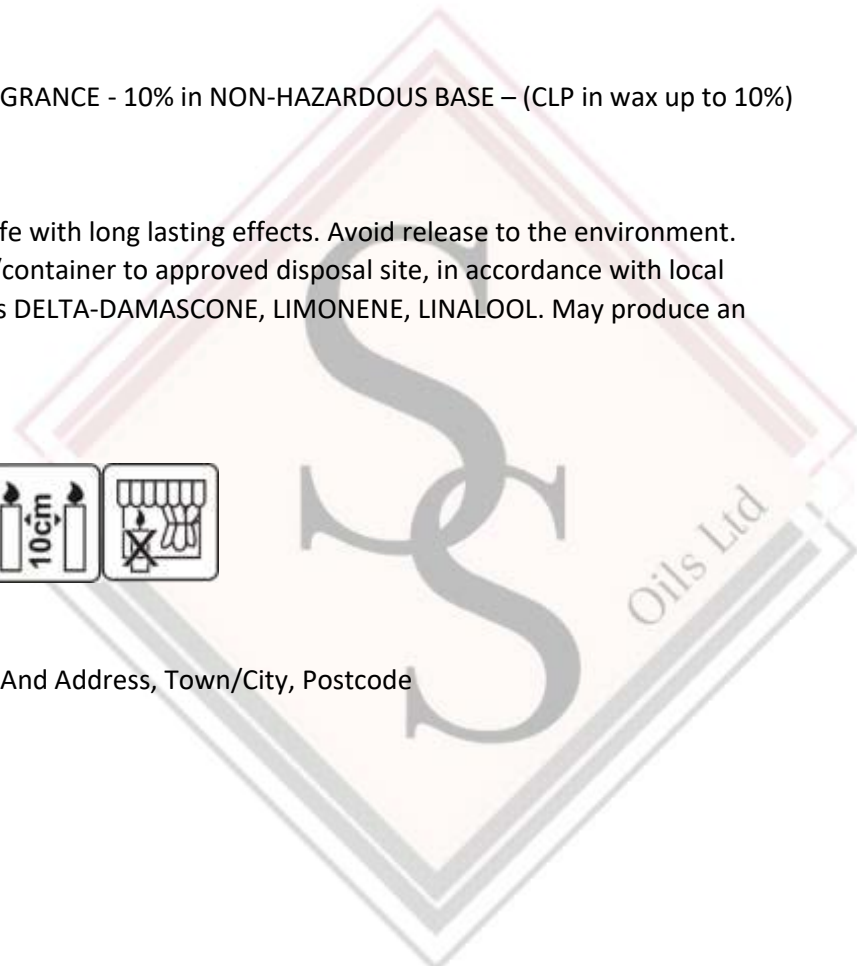 GRANCE - 10% in NON-HAZARDOUS BASE – (CLP in wax up to 10%)
fe with long lasting effects. Avoid release to the environment.
/container to approved disposal site, in accordance with local
s DELTA-DAMASCONE, LIMONENE, LINALOOL. May produce an
10cm
SS
Oils Ltd
And Address, Town/City, Postcode